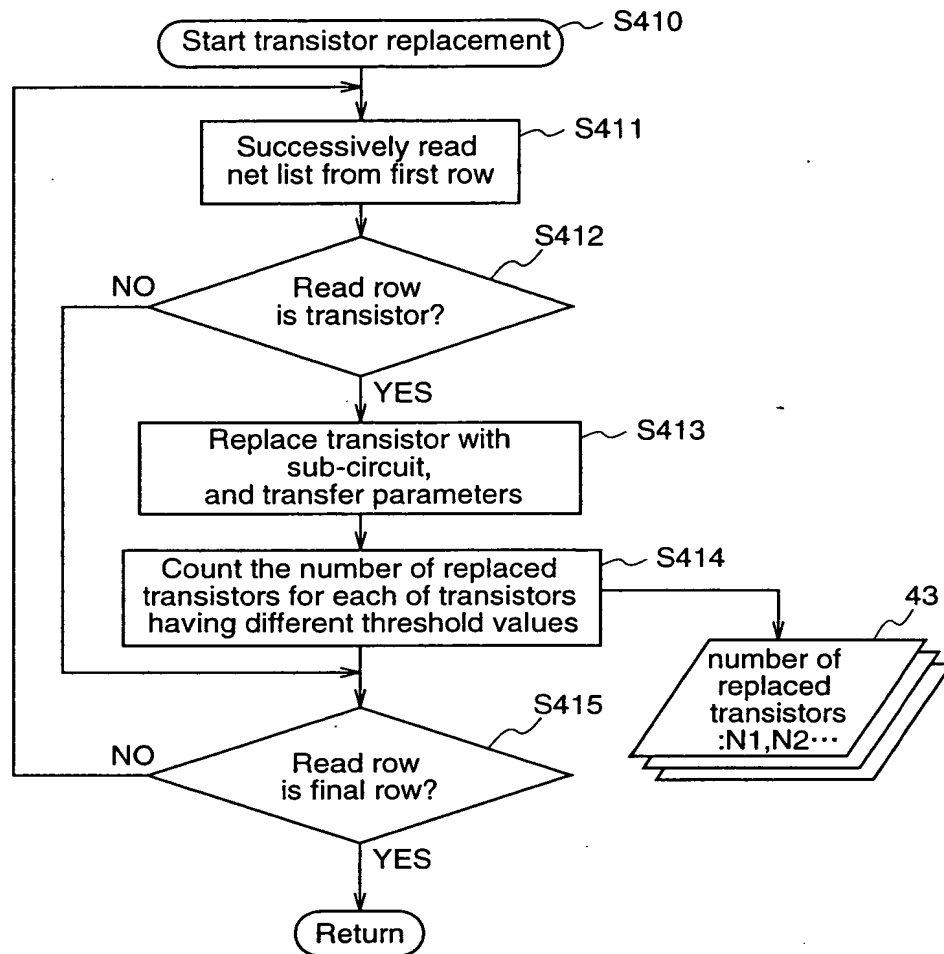 Start transistor replacement
S410
Successively read
net list from first row
S411
S412
NO
Read row
is transistor?
YES
Replace transistor with
sub-circuit,
and transfer parameters
S413
Count the number of replaced
transistors for each of transistors
having different threshold values
S414
43
number of
replaced
transistors
:N1,N2···
S415
NO
Read row
is final row?
YES
Return